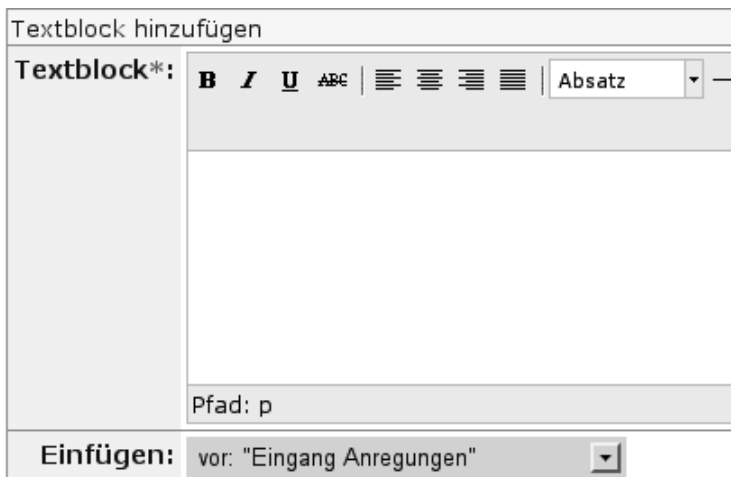 Textblock hinzufügen
Textblock*:
B I U ABC Absatz
Pfad: p
Einfügen: vor: "Eingang Anregungen"